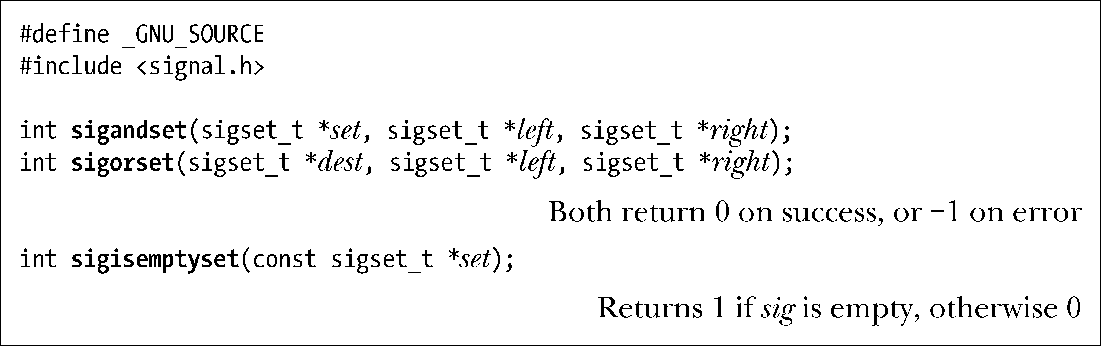 #define _GNU_SOURCE
#include <signal.h>
int sigandset(sigset_t *set, sigset_t *left, sigset_t *right);
int sigorset(sigset_t *dest, sigset_t *left, sigset_t *right);
Both return 0 on success, or −1 on error
int sigisemptyset(const sigset_t *set);
Returns 1 if sig is empty, otherwise 0